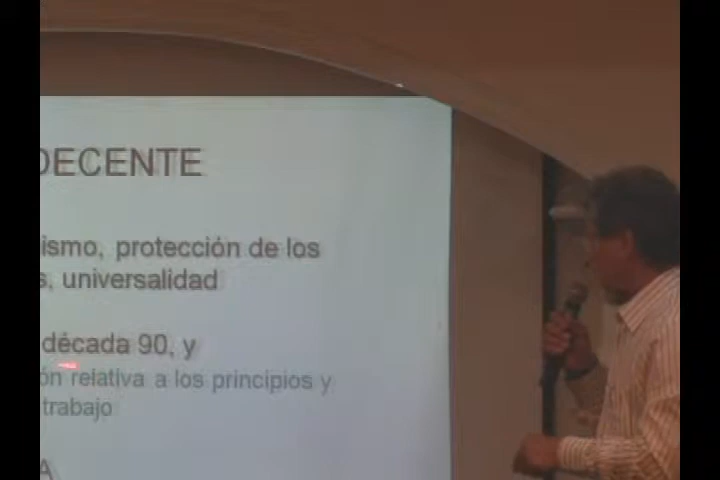 DECENTE
ismo, protección de los
s, universalidad
década 90, y
ón relativa a los principios y
trabajo
A